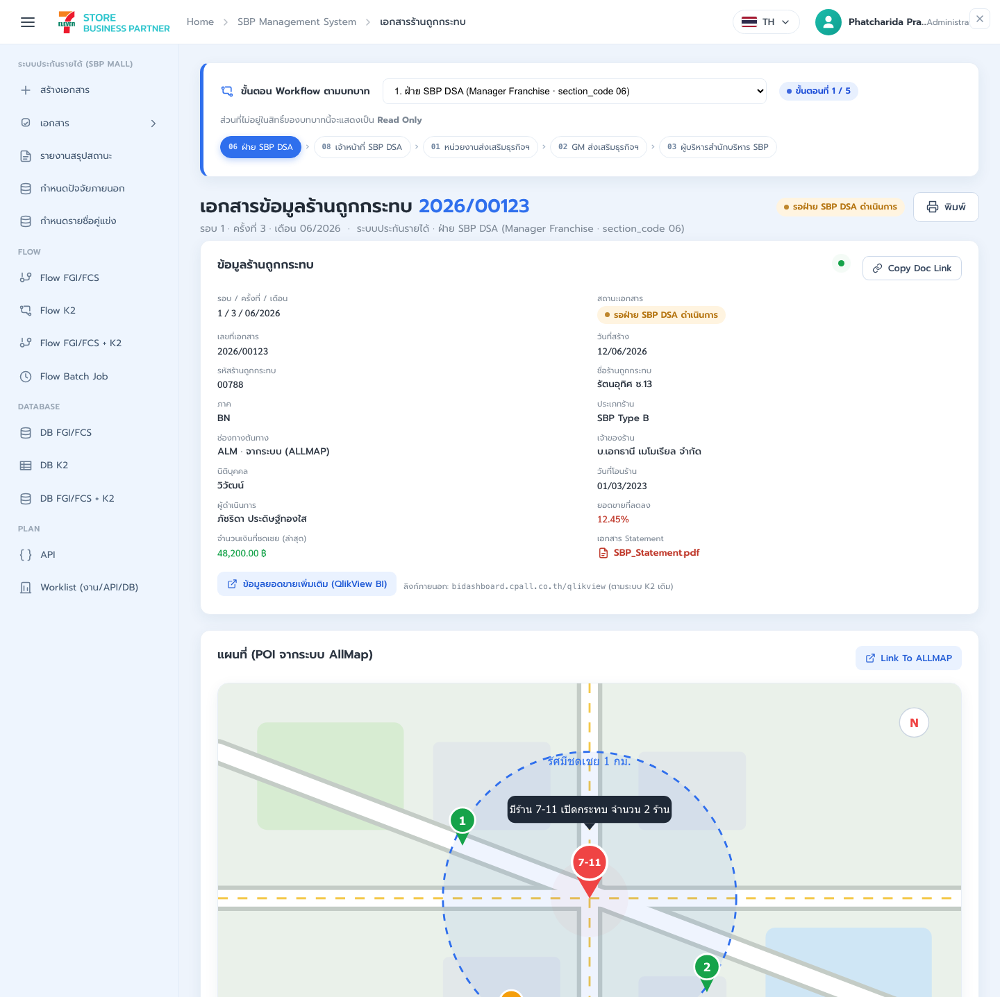 7 ELEVEN
STORE
BUSINESS PARTNER
Home > SBP Management System > เอกสารร้านถูกกระทบ
TH
Phatcharida Pra...
Administra
ระบบประกันรายได้ (SBP MALL)
สร้างเอกสาร
เอกสาร
รายงานสรุปสถานะ
กำหนดปัจจัยภายนอก
กำหนดรายชื่อคู่แข่ง
FLOW
Flow FGI/FCS
Flow K2
Flow FGI/FCS + K2
Flow Batch Job
DATABASE
DB FGI/FCS
DB K2
DB FGI/FCS + K2
PLAN
API
Worklist (งาน/API/DB)
ขั้นตอน Workflow ตามบทบาท
1. ฝ่าย SBP DSA (Manager Franchise · section_code 06)
ขั้นตอนที่ 1 / 5
ส่วนที่ไม่อยู่ในสิทธิ์ของบทบาทนี้จะแสดงเป็น Read Only
06 ฝ่าย SBP DSA › 08 เจ้าหน้าที่ SBP DSA › 01 หน่วยงานส่งเสริมธุรกิจฯ › 02 GM ส่งเสริมธุรกิจฯ › 03 ผู้บริหารสำนักบริหาร SBP
เอกสารข้อมูลร้านถูกกระทบ 2026/00123
รอฝ่าย SBP DSA ดำเนินการ
พิมพ์
รอบ 1 · ครั้งที่ 3 · เดือน 06/2026 · ระบบประกันรายได้ · ฝ่าย SBP DSA (Manager Franchise · section_code 06)
ข้อมูลร้านถูกกระทบ
Copy Doc Link
รอบ / ครั้งที่ / เดือน
1 / 3 / 06/2026
สถานะเอกสาร
รอฝ่าย SBP DSA ดำเนินการ
เลขที่เอกสาร
2026/00123
วันที่สร้าง
12/06/2026
รหัสร้านถูกกระทบ
00788
ชื่อร้านถูกกระทบ
รัตนอุทิศ ซ.13
ภาค
BN
ประเภทร้าน
SBP Type B
ช่องทางต้นทาง
ALM · จากระบบ (ALLMAP)
เจ้าของร้าน
บ.เอกธานี เมโมเรียล จำกัด
นิติบุคคล
วิวัฒน์
วันที่โอนร้าน
01/03/2023
ผู้ดำเนินการ
ภัชริดา ประดิษฐ์ทองใส
ยอดขายที่ลดลง
12.45%
จำนวนเงินที่ชดเชย (ล่าสุด)
48,200.00 ฿
เอกสาร Statement
SBP_Statement.pdf
ข้อมูลยอดขายเพิ่มเติม (QlikView BI)
ลิงก์ภายนอก: bidashboard.cpall.co.th/qlikview (ตามระบบ K2 เดิม)
แผนที่ (POI จากระบบ AllMap)
Link To ALLMAP
N
รัศมีชดเชย 1 กม.
มีร้าน 7-11 เปิดกระทบ จำนวน 2 ร้าน
1
7-11
2